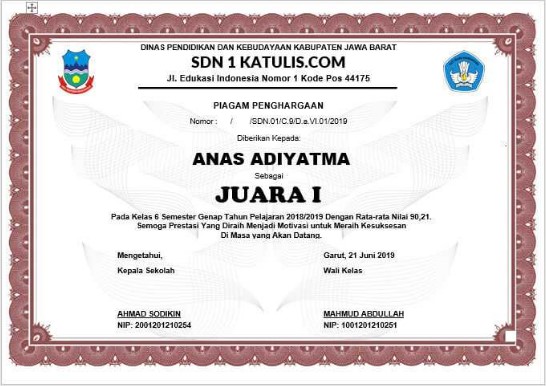 DINAS PENDIDIKAN DAN KEBUDAYAAN KABUPATEN JAWA BARAT
SDN 1 KATULIS.COM
Jl. Edukasi Indonesia Nomor 1 Kode Pos 44175
PIAGAM PENGHARGAAN
Nomor : / /SDN.01/C.9/D.a.VI.01/2019
Diberikan Kepada:
ANAS ADIYATMA
Sebagai
JUARA I
Pada Kelas 6 Semester Genap Tahun Pelajaran 2018/2019 Dengan Rata-rata Nilai 90,21.
Semoga Prestasi Yang Diraih Menjadi Motivasi untuk Meraih Kesuksesan
Di Masa yang Akan Datang.
Mengetahui,
Kepala Sekolah
AHMAD SODIKIN
NIP: 2001201210254
Garut, 21 Juni 2019
Wali Kelas
MAHMUD ABDULLAH
NIP: 1001201210251